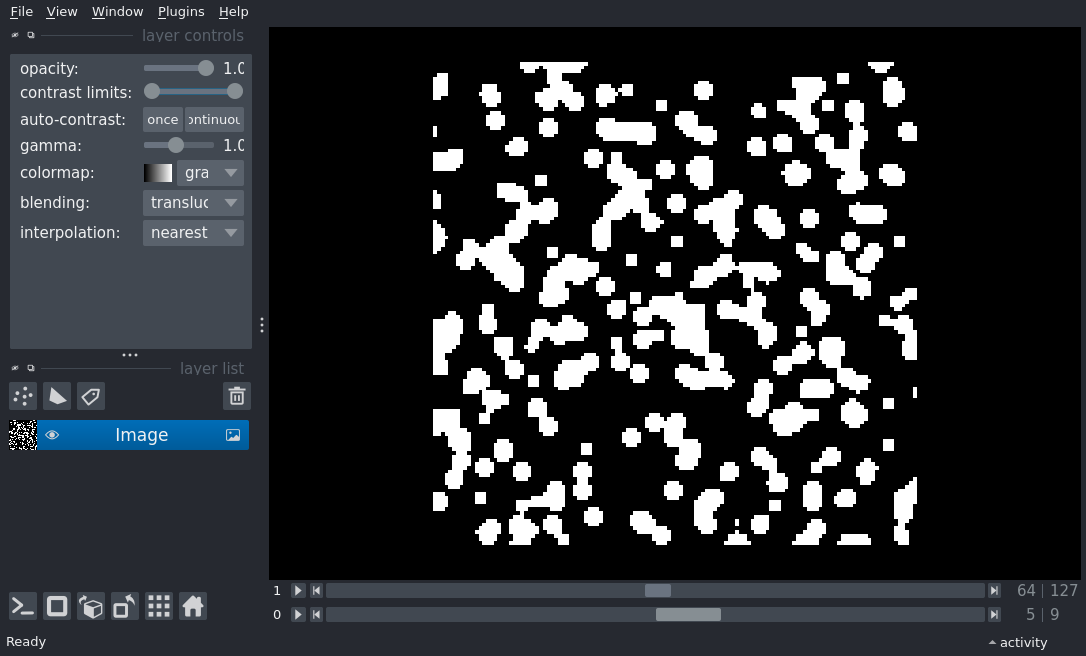 File View Window Plugins Help
layer controls
opacity: 1.0
contrast limits:
auto-contrast: once ontinuou
gamma: 1.0
colormap: gra
blending: transluc
interpolation: nearest
layer list
Image
1 64 | 127
0 5 | 9
Ready activity